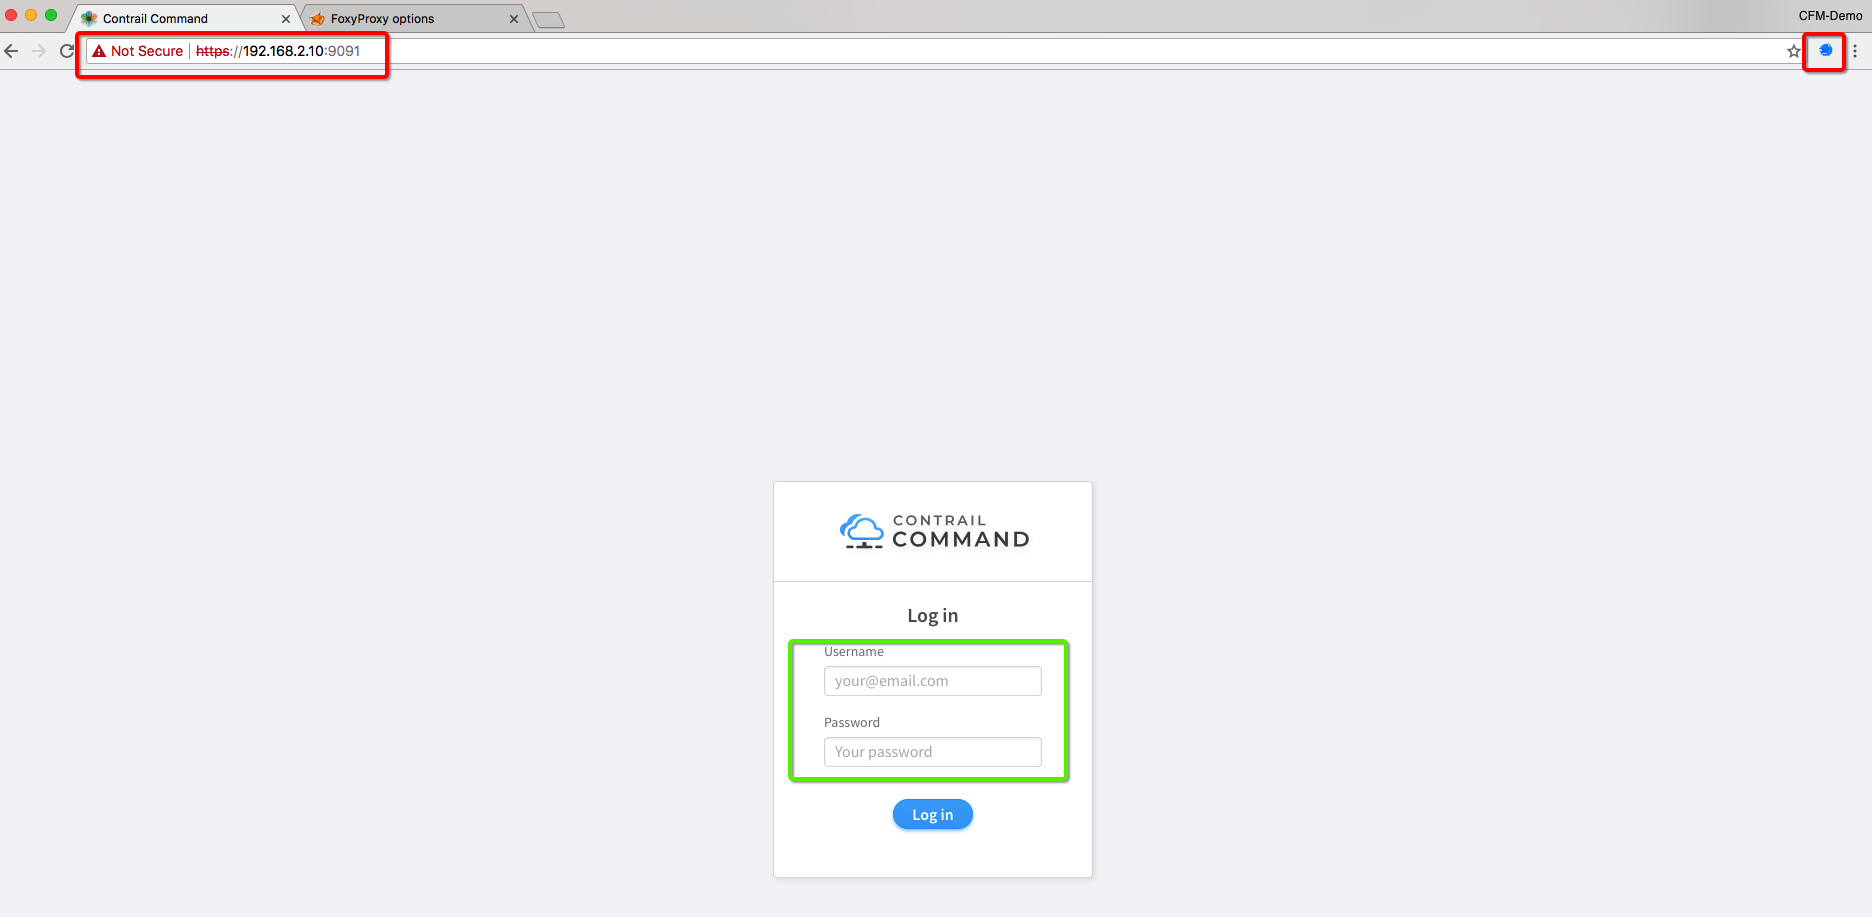 Contrail Command
FoxyProxy options
CFM-Demo
Not Secure
https://192.168.2.10:9091
CONTRAIL
COMMAND
Log in
Username
your@email.com
Password
Your password
Log in